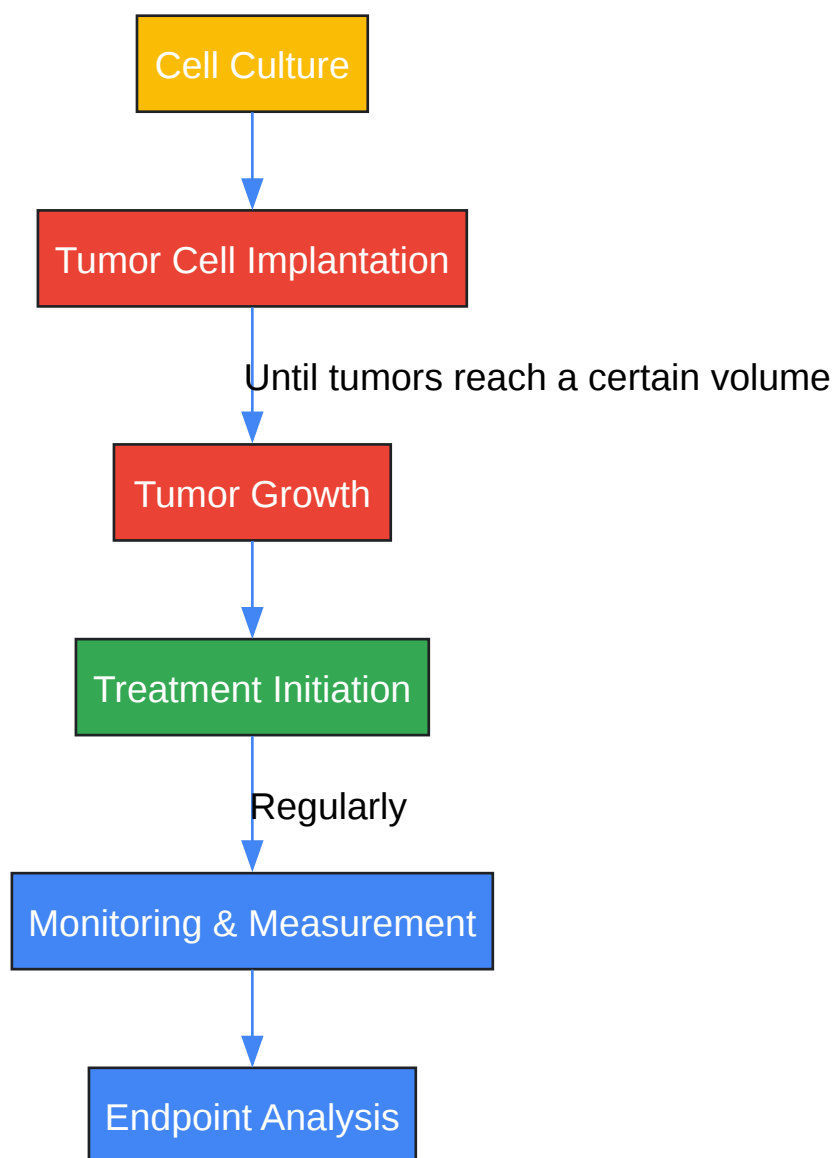 Cell Culture
Tumor Cell Implantation
Until tumors reach a certain volume
Tumor Growth
Treatment Initiation
Regularly
Monitoring & Measurement
Endpoint Analysis